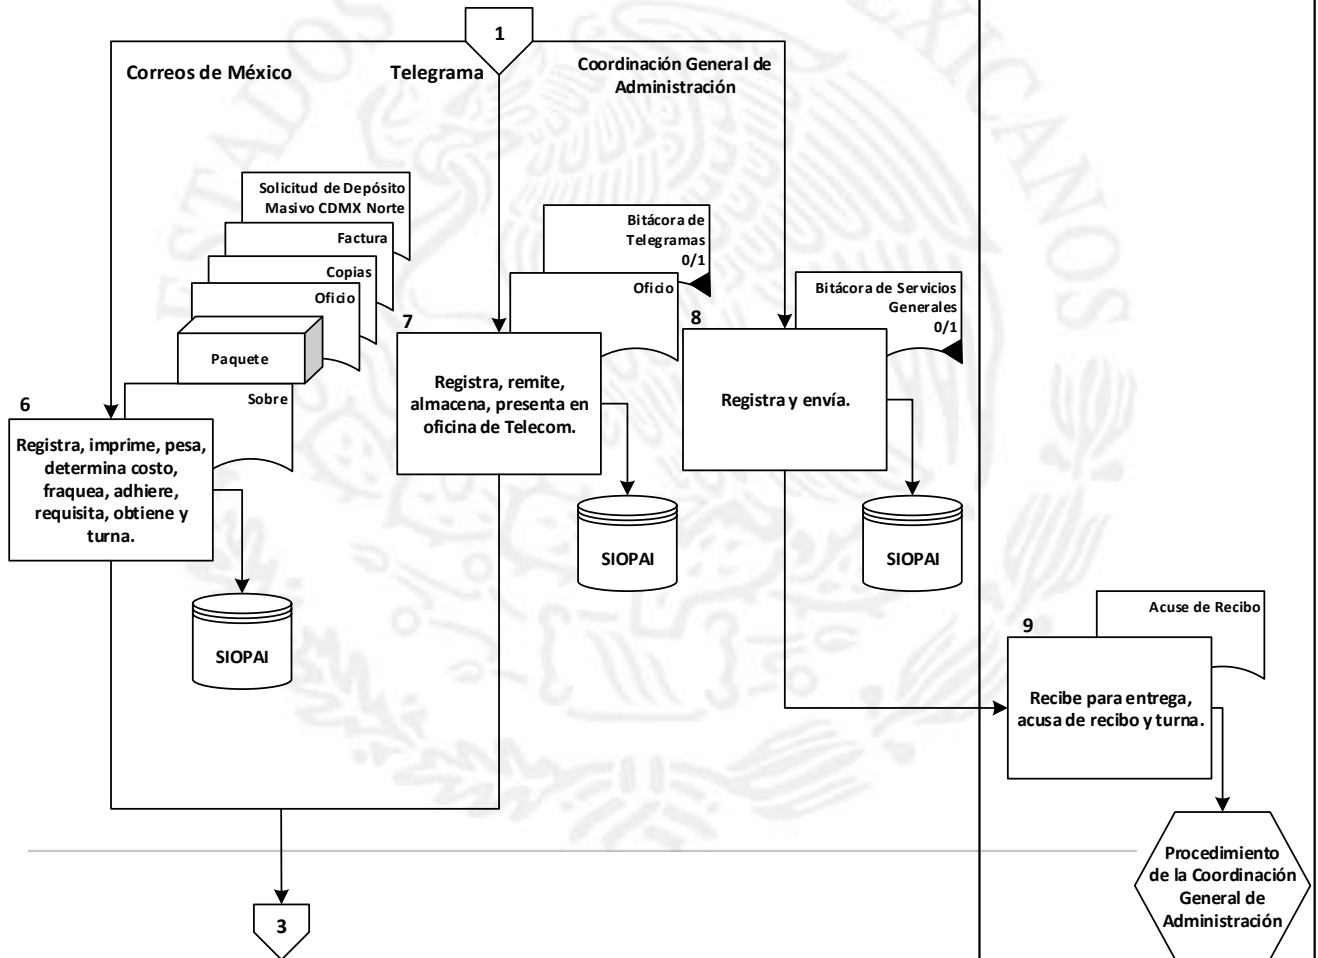 1
Correos de México
Telegrama
Coordinación General de
Administración
Solicitud de Depósito
Masivo CDMX Norte
Factura
Copias
Oficio
Paquete
Sobre
6
Registra, imprime, pesa,
determina costo,
fraquea, adhiere,
requisita, obtiene y
turna.
SIOPAI
Bitácora de
Telegramas
0/1
Oficio
7
Registra, remite,
almacena, presenta en
oficina de Telecom.
SIOPAI
Bitácora de Servicios
Generales
0/1
8
Registra y envía.
SIOPAI
Acuse de Recibo
9
Recibe para entrega,
acusa de recibo y turna.
Procedimiento
de la Coordinación
General de
Administración
3
ESTADOS
MEXICANOS